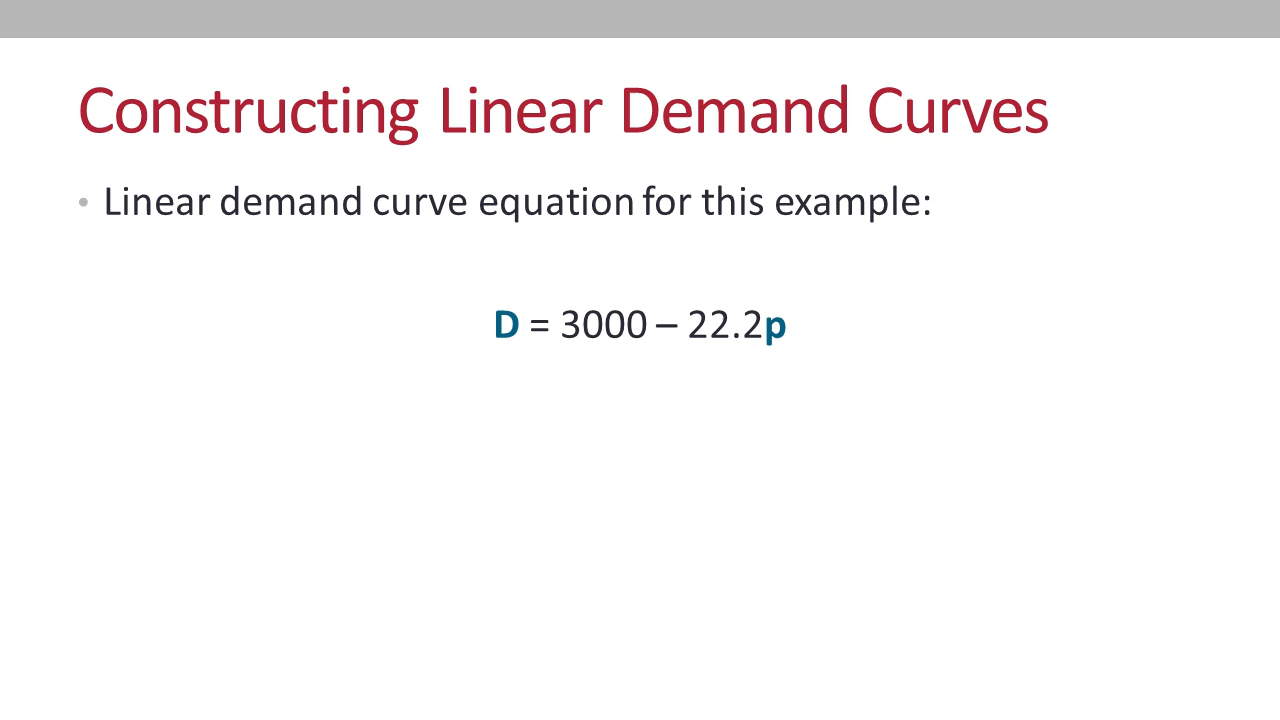 Constructing Linear Demand Curves
• Linear demand curve equation for this example:
D = 3000 – 22.2p